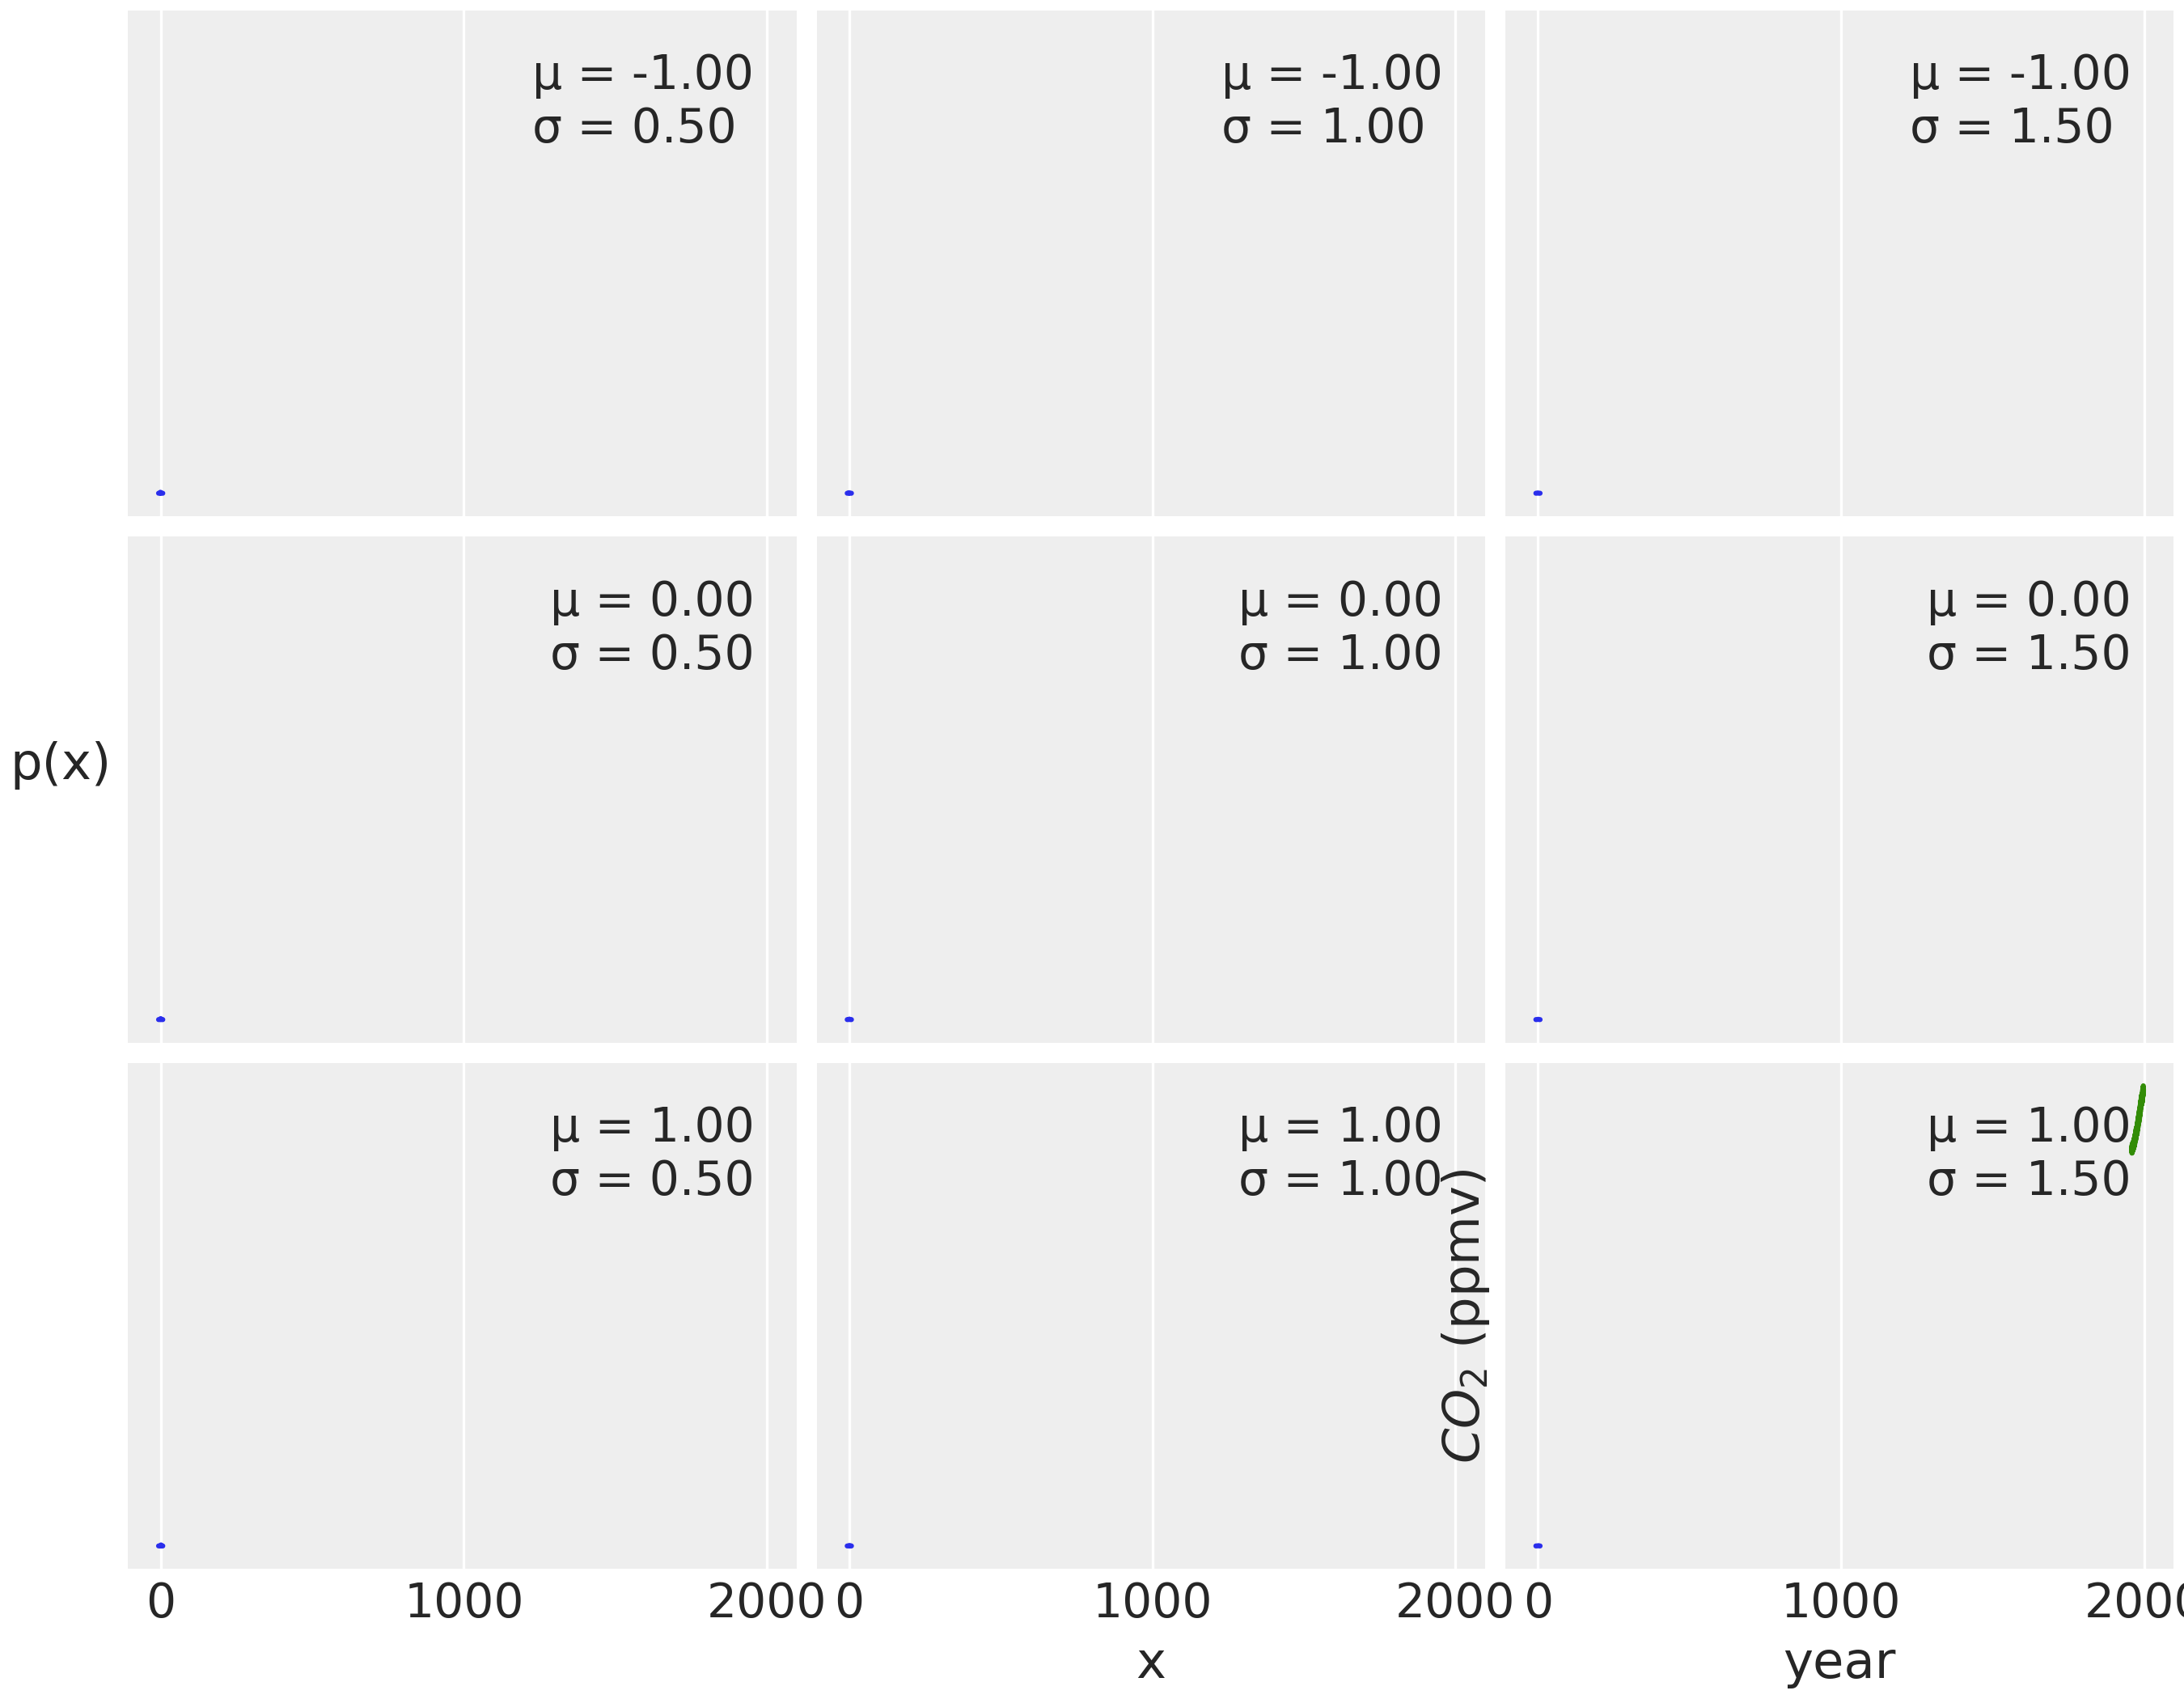 μ = -1.00
σ = 0.50
μ = -1.00
σ = 1.00
μ = -1.00
σ = 1.50
p(x)
μ = 0.00
σ = 0.50
μ = 0.00
σ = 1.00
μ = 0.00
σ = 1.50
μ = 1.00
σ = 0.50
μ = 1.00
σ = 1.00
CO₂ (ppmv)
μ = 1.00
σ = 1.50
0 1000 2000 0 1000 2000 0 1000 2000
x
year